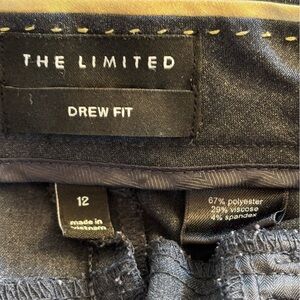 THE LIMITED
DREW FIT
12
made in
vietnam
67% polyester
29% viscose
4% spandex